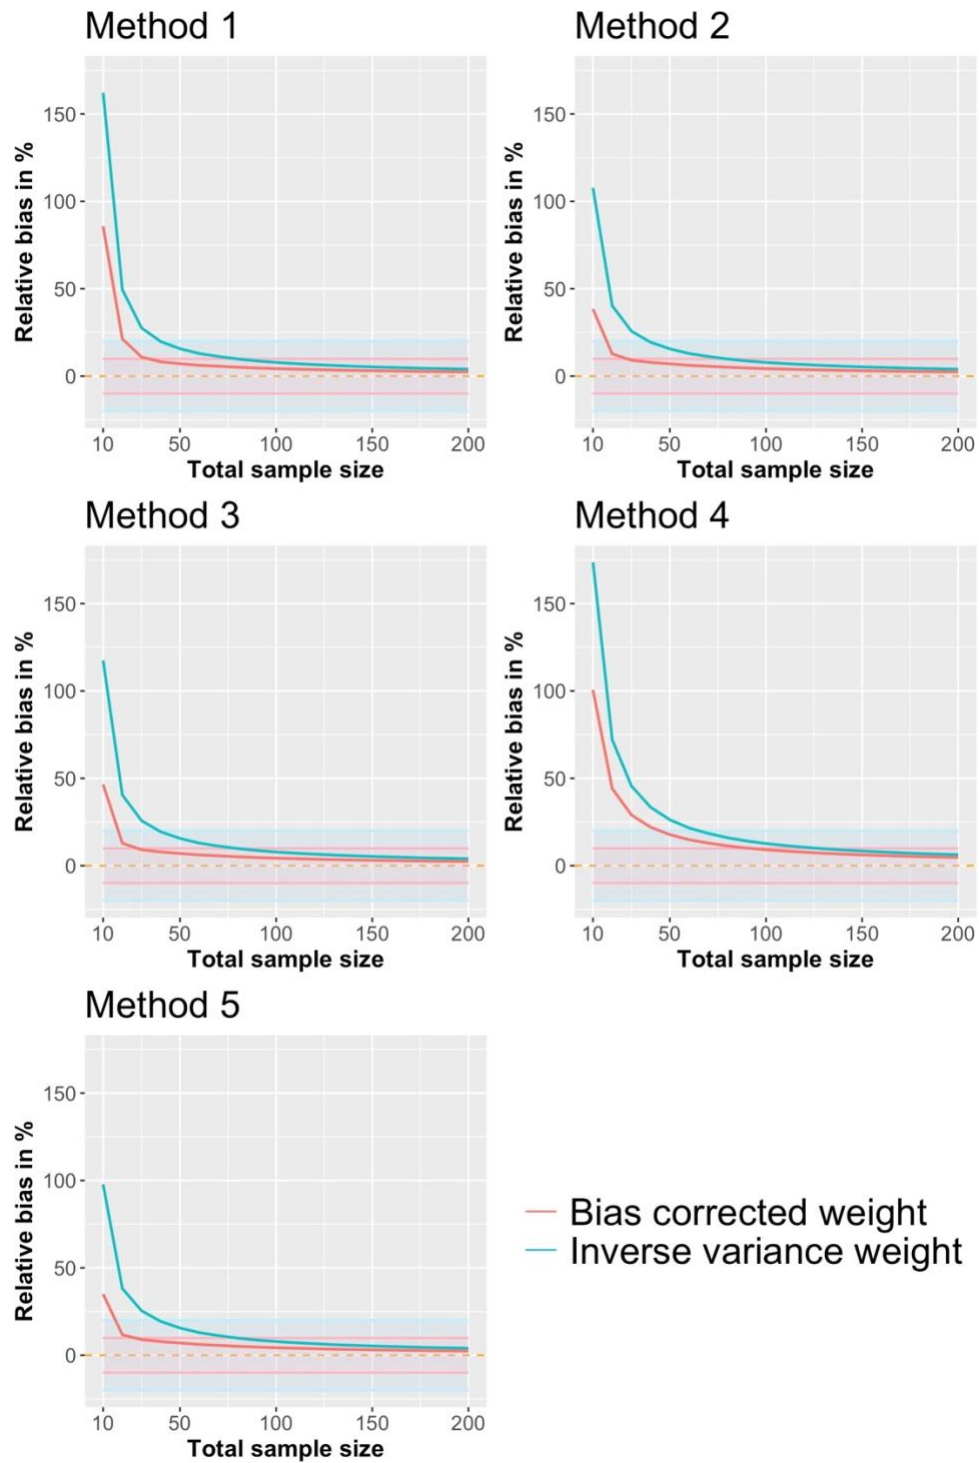 Method 1
Relative bias in %
150
100
50
0
10 50 100 150 200
Total sample size
Method 2
Relative bias in %
150
100
50
0
10 50 100 150 200
Total sample size
Method 3
Relative bias in %
150
100
50
0
10 50 100 150 200
Total sample size
Method 4
Relative bias in %
150
100
50
0
10 50 100 150 200
Total sample size
Method 5
Relative bias in %
150
100
50
0
10 50 100 150 200
Total sample size
Bias corrected weight
Inverse variance weight